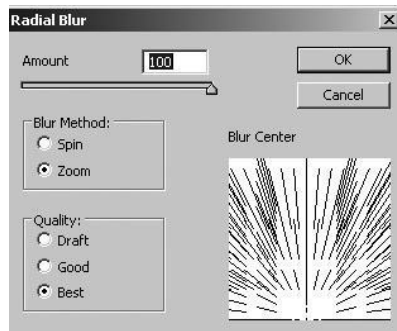 Radial Blur
Amount 100
OK
Cancel
Blur Method:
Spin
Zoom
Blur Center
Quality:
Draft
Good
Best